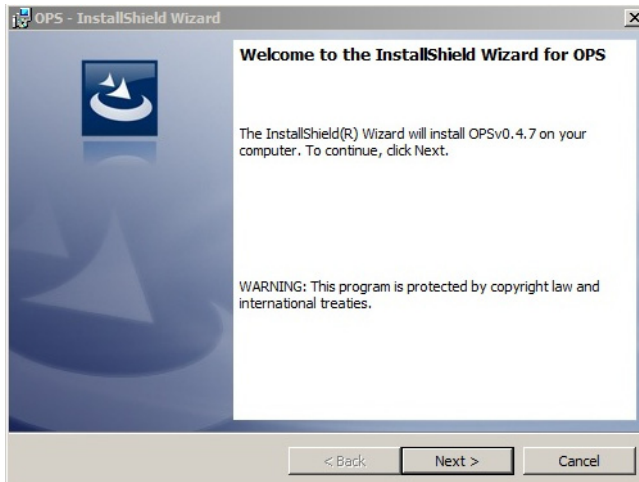 OPS - InstallShield Wizard
Welcome to the InstallShield Wizard for OPS
The InstallShield(R) Wizard will install OPSv0.4.7 on your
computer. To continue, click Next.
WARNING: This program is protected by copyright law and
international treaties.
< Back
Next >
Cancel